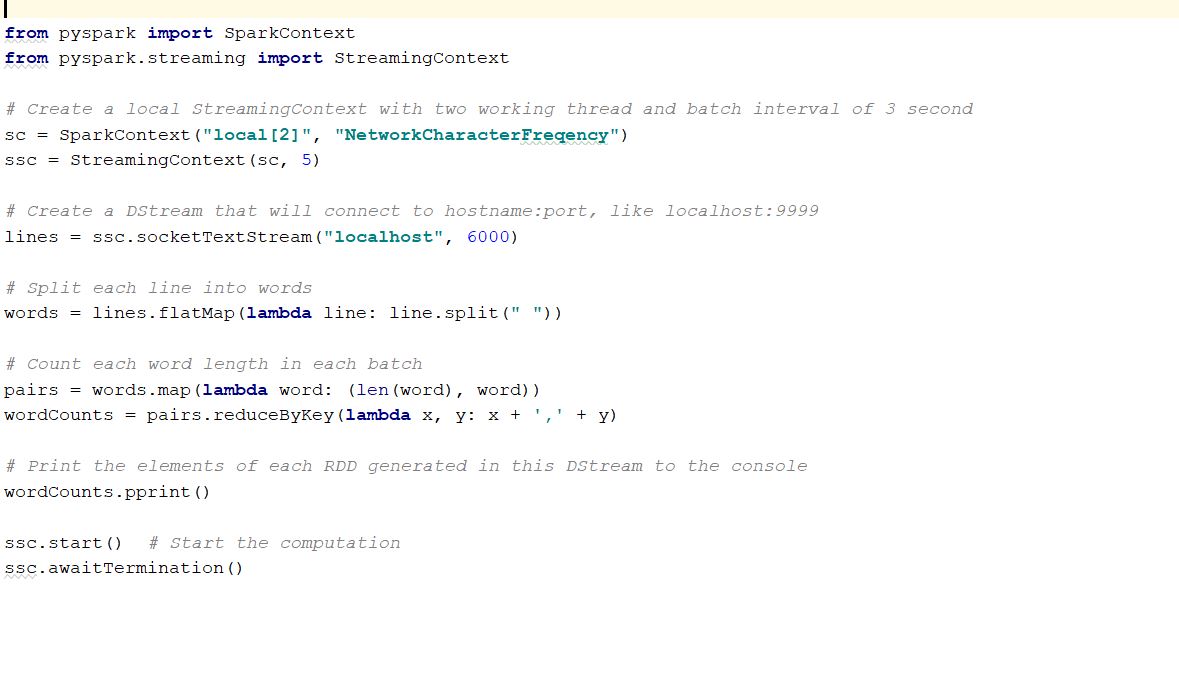 from pyspark import SparkContext
from pyspark.streaming import StreamingContext
# Create a local StreamingContext with two working thread and batch interval of 3 second
sc = SparkContext("local[2]", "NetworkCharacterFreqency")
ssc = StreamingContext(sc, 5)
# Create a DStream that will connect to hostname:port, like localhost:9999
lines = ssc.socketTextStream("localhost", 6000)
# Split each line into words
words = lines.flatMap(lambda line: line.split(" "))
# Count each word length in each batch
pairs = words.map(lambda word: (len(word), word))
wordCounts = pairs.reduceByKey(lambda x, y: x + ',' + y)
# Print the elements of each RDD generated in this DStream to the console
wordCounts.pprint()
ssc.start()  # Start the computation
ssc.awaitTermination()